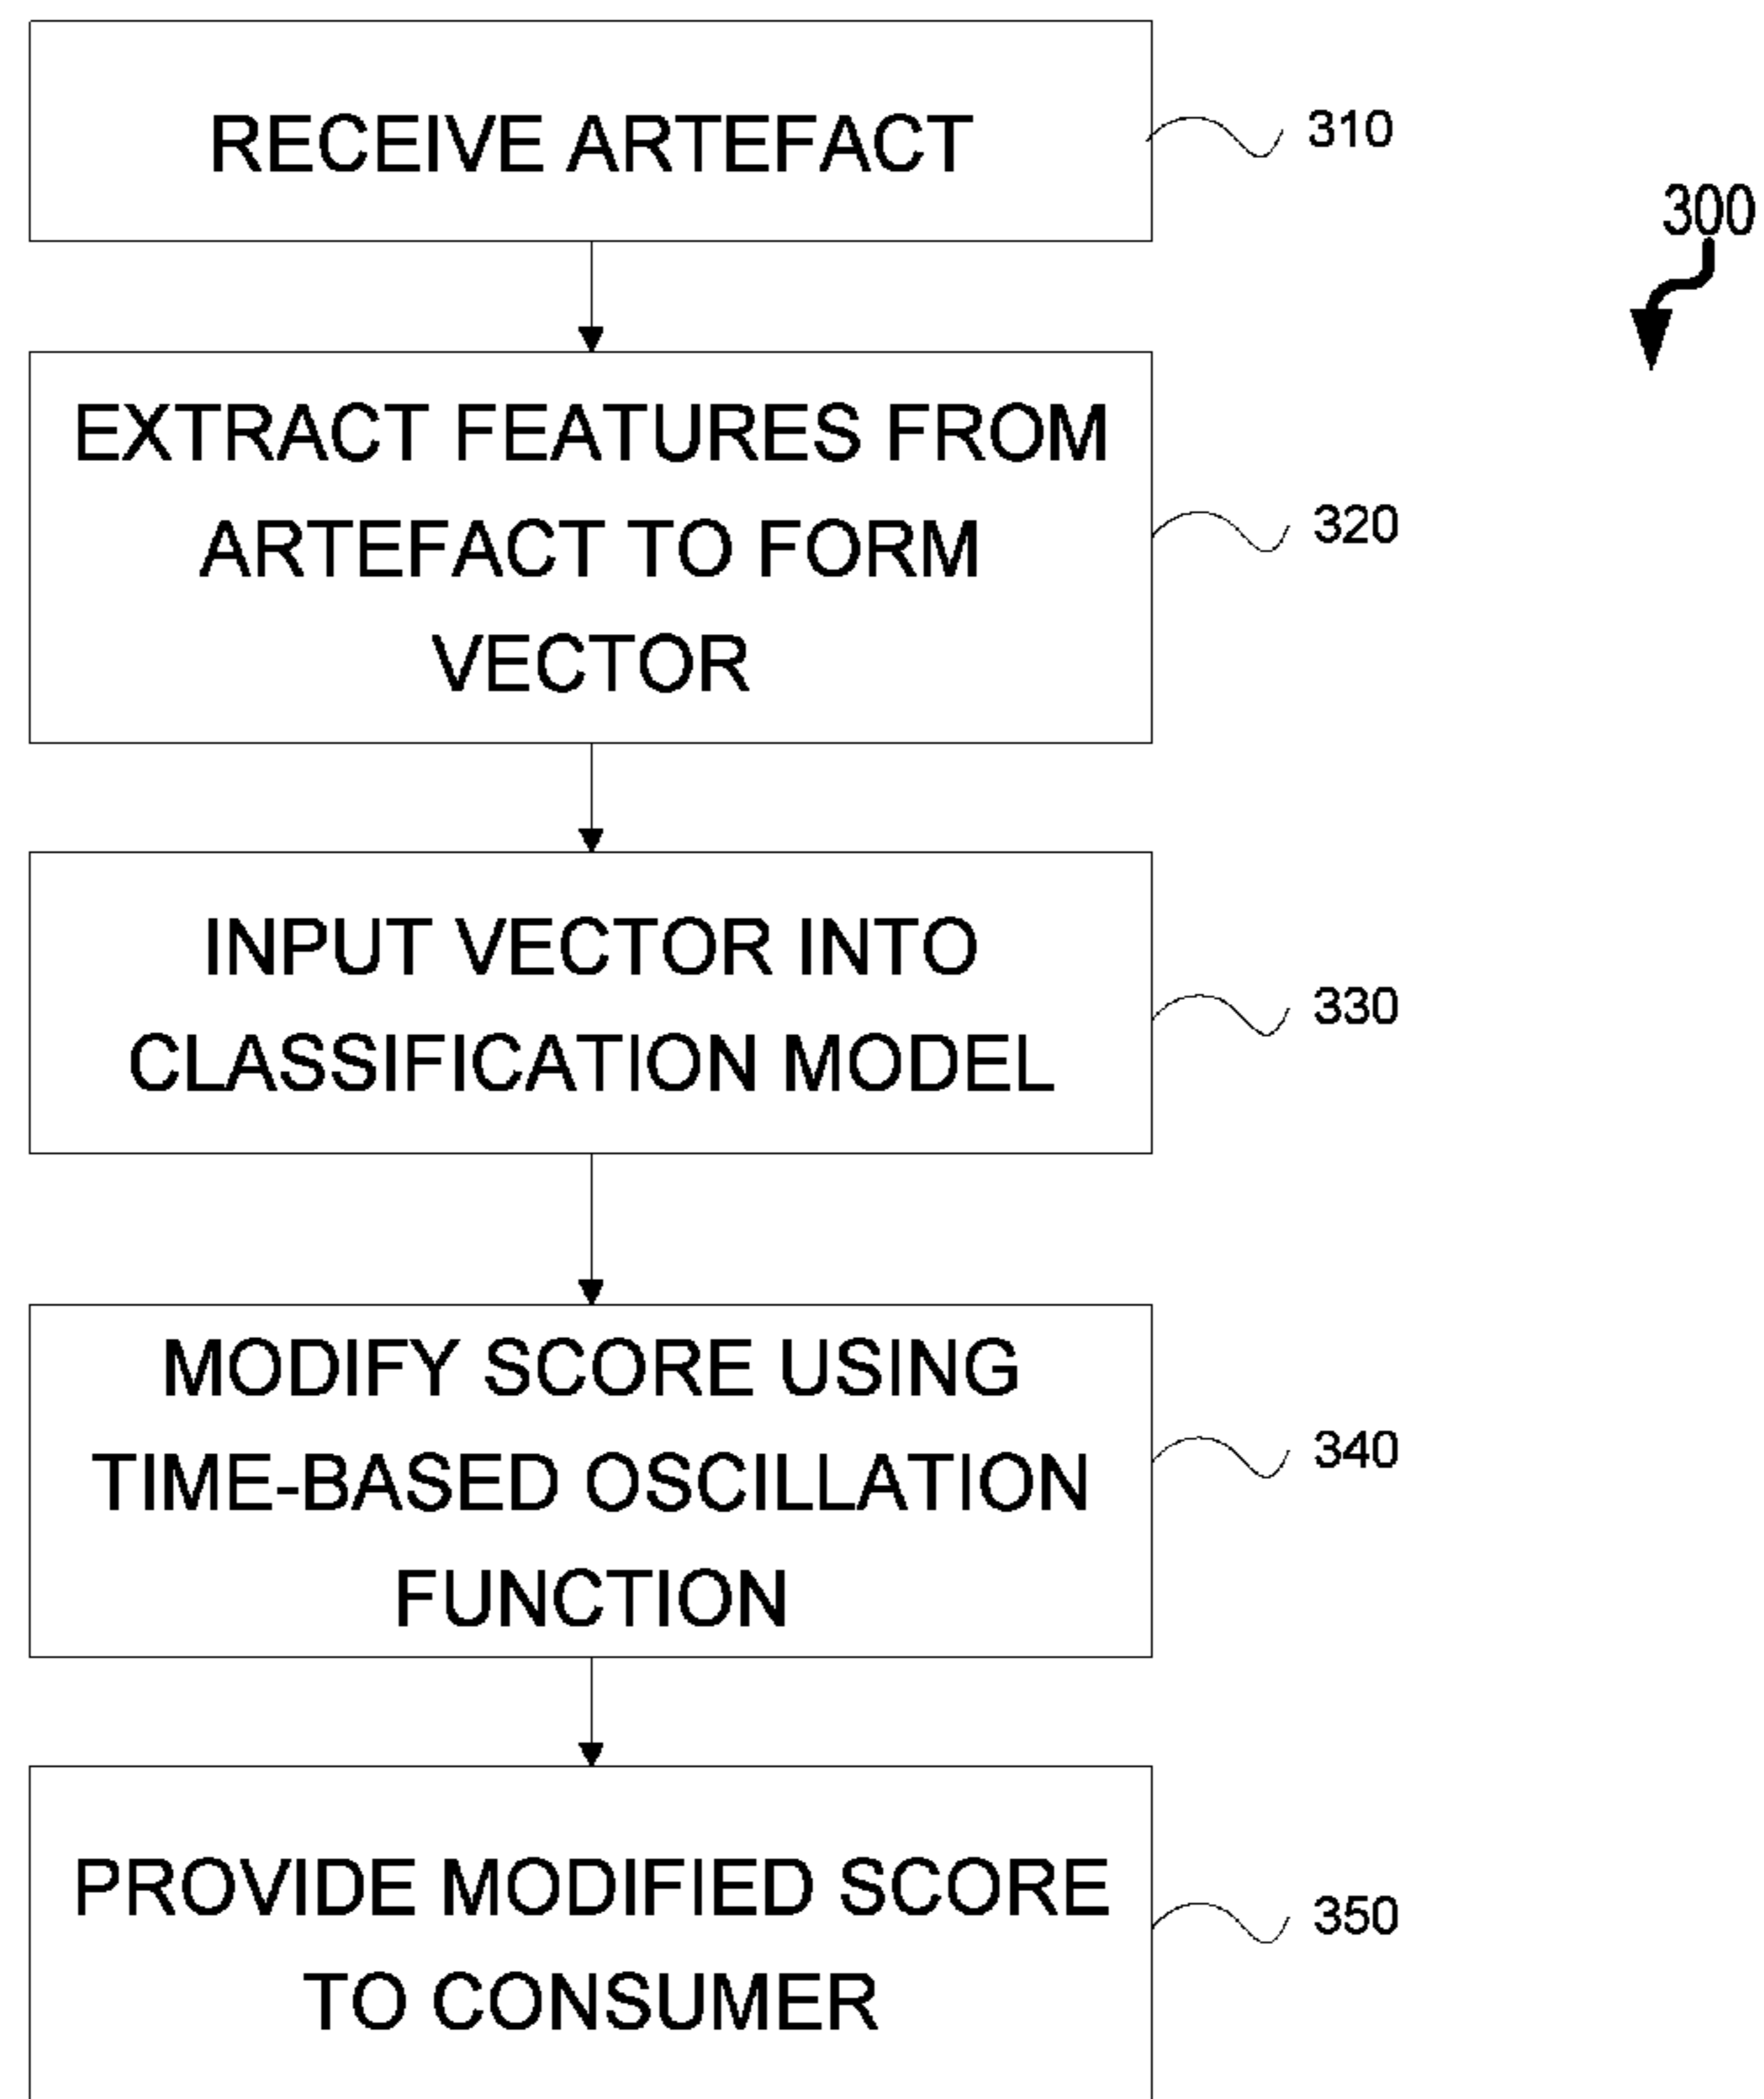 RECEIVE ARTEFACT
310
300
EXTRACT FEATURES FROM
ARTEFACT TO FORM
VECTOR
320
INPUT VECTOR INTO
CLASSIFICATION MODEL
330
MODIFY SCORE USING
TIME-BASED OSCILLATION
FUNCTION
340
PROVIDE MODIFIED SCORE
TO CONSUMER
350